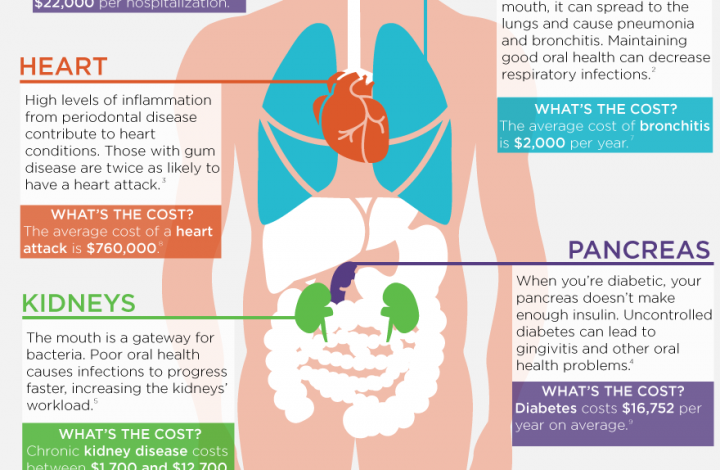 $22,000 per hospitalization.
mouth, it can spread to the
lungs and cause pneumonia
and bronchitis. Maintaining
good oral health can decrease
respiratory infections.²
WHAT'S THE COST?
The average cost of bronchitis
is $2,000 per year.⁷
HEART
High levels of inflammation
from periodontal disease
contribute to heart
conditions. Those with gum
disease are twice as likely to
have a heart attack.³
WHAT'S THE COST?
The average cost of a heart
attack is $760,000.⁸
PANCREAS
When you're diabetic, your
pancreas doesn't make
enough insulin. Uncontrolled
diabetes can lead to
gingivitis and other oral
health problems.⁴
WHAT'S THE COST?
Diabetes costs $16,752 per
year on average.⁹
KIDNEYS
The mouth is a gateway for
bacteria. Poor oral health
causes infections to progress
faster, increasing the kidneys'
workload.⁵
WHAT'S THE COST?
Chronic kidney disease costs
between $1,700 and $12,700